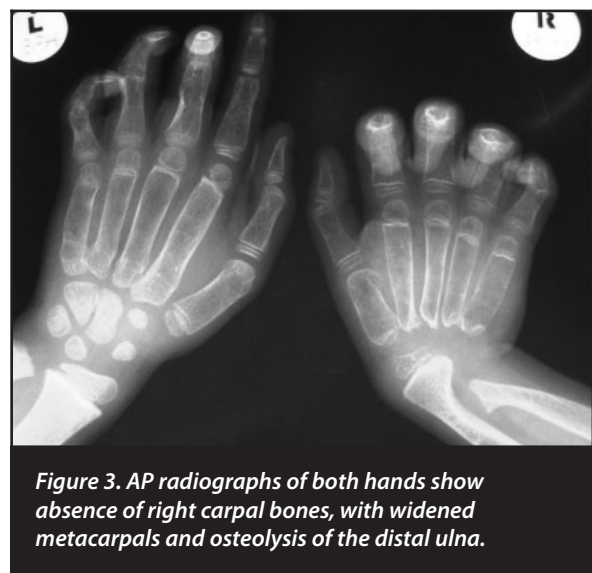 L
R
Figure 3. AP radiographs of both hands show
absence of right carpal bones, with widened
metacarpals and osteolysis of the distal ulna.